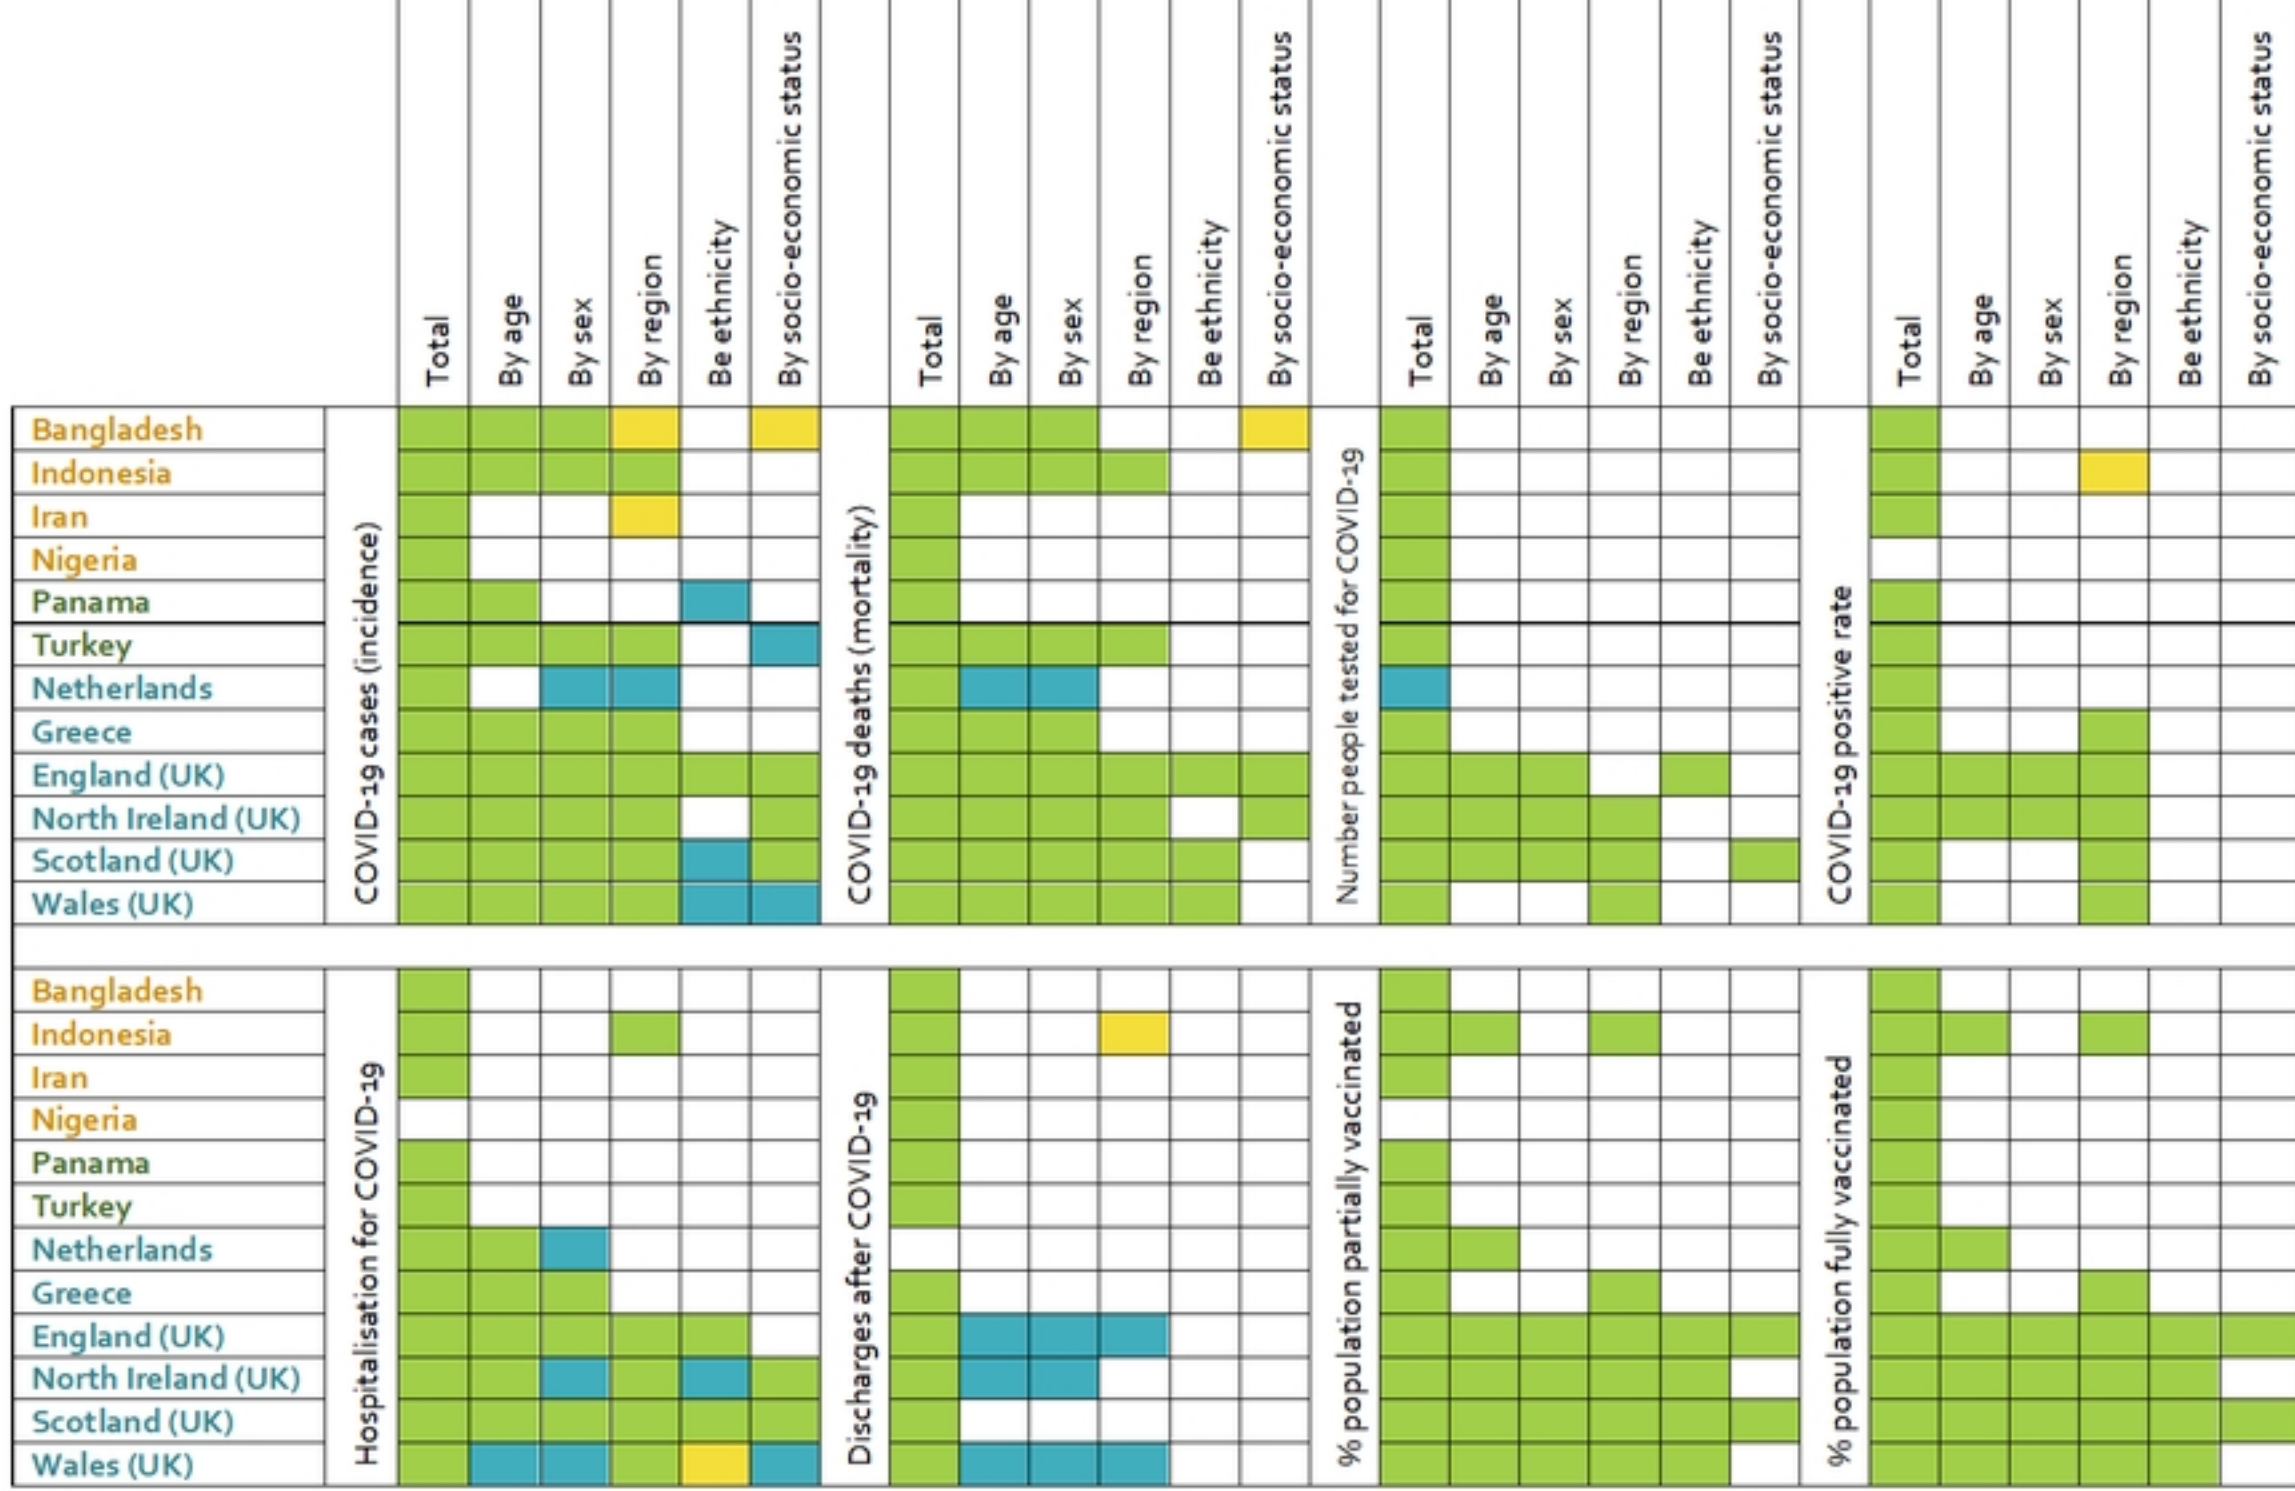 Total
By age
By sex
By region
Be ethnicity
By socio-economic status
Total
By age
By sex
By region
Be ethnicity
By socio-economic status
Total
By age
By sex
By region
Be ethnicity
By socio-economic status
Total
By age
By sex
By region
Be ethnicity
By socio-economic status
COVID-19 cases (incidence)
COVID-19 deaths (mortality)
Number people tested for COVID-19
COVID-19 positive rate
Bangladesh
Indonesia
Iran
Nigeria
Panama
Turkey
Netherlands
Greece
England (UK)
North Ireland (UK)
Scotland (UK)
Wales (UK)
Hospitalisation for COVID-19
Discharges after COVID-19
% population partially vaccinated
% population fully vaccinated
Bangladesh
Indonesia
Iran
Nigeria
Panama
Turkey
Netherlands
Greece
England (UK)
North Ireland (UK)
Scotland (UK)
Wales (UK)